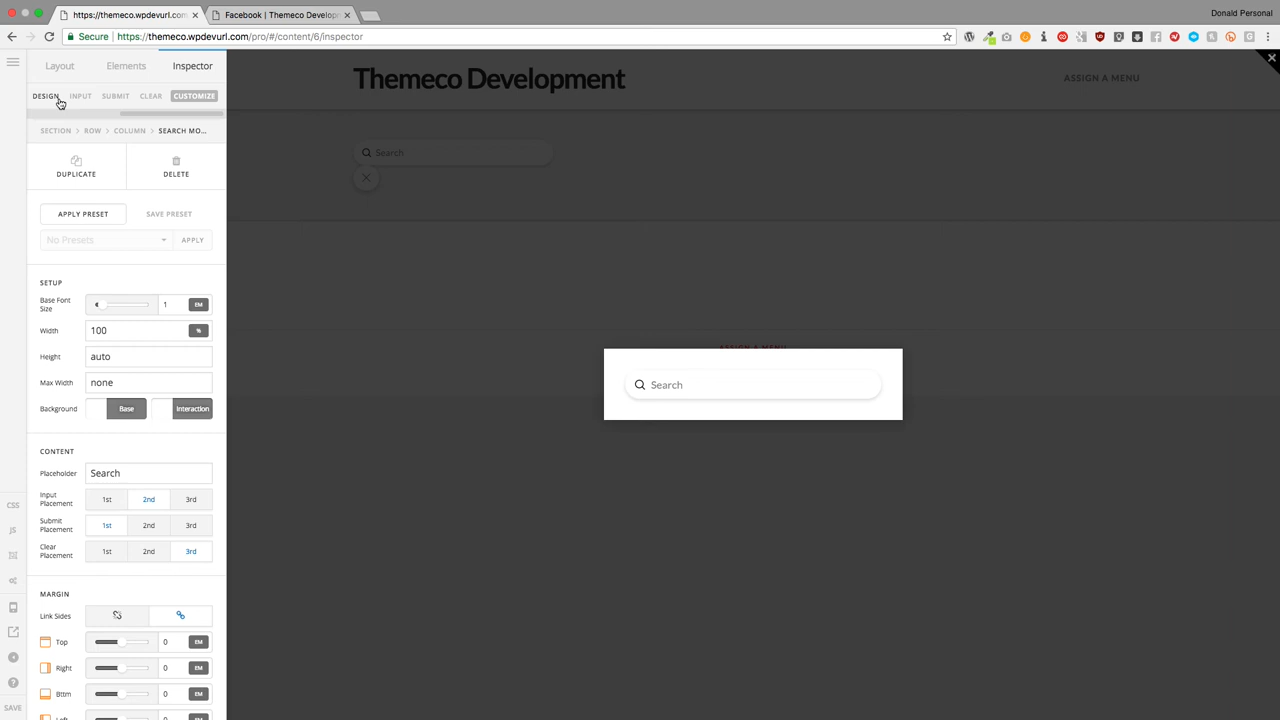 https://themeco.wpdevurl.com
Facebook | Themeco Develop
Donald Personal
Secure
https://themeco.wpdevurl.com/pro/#/content/6/inspector
Layout Elements Inspector
DESIGN INPUT SUBMIT CLEAR CUSTOMIZE
SECTION > ROW > COLUMN > SEARCH MO...
DUPLICATE DELETE
APPLY PRESET SAVE PRESET
No Presets APPLY
SETUP
Base Font
Size 1 EM
Width 100 %
Height auto
Max Width none
Background Base Interaction
CONTENT
Placeholder Search
Input
Placement 1st 2nd 3rd
Submit
Placement 1st 2nd 3rd
Clear
Placement 1st 2nd 3rd
MARGIN
Link Sides
Top 0 EM
Right 0 EM
Bttm 0 EM
CSS
JS
SAVE
Themeco Development
ASSIGN A MENU
Search
Search